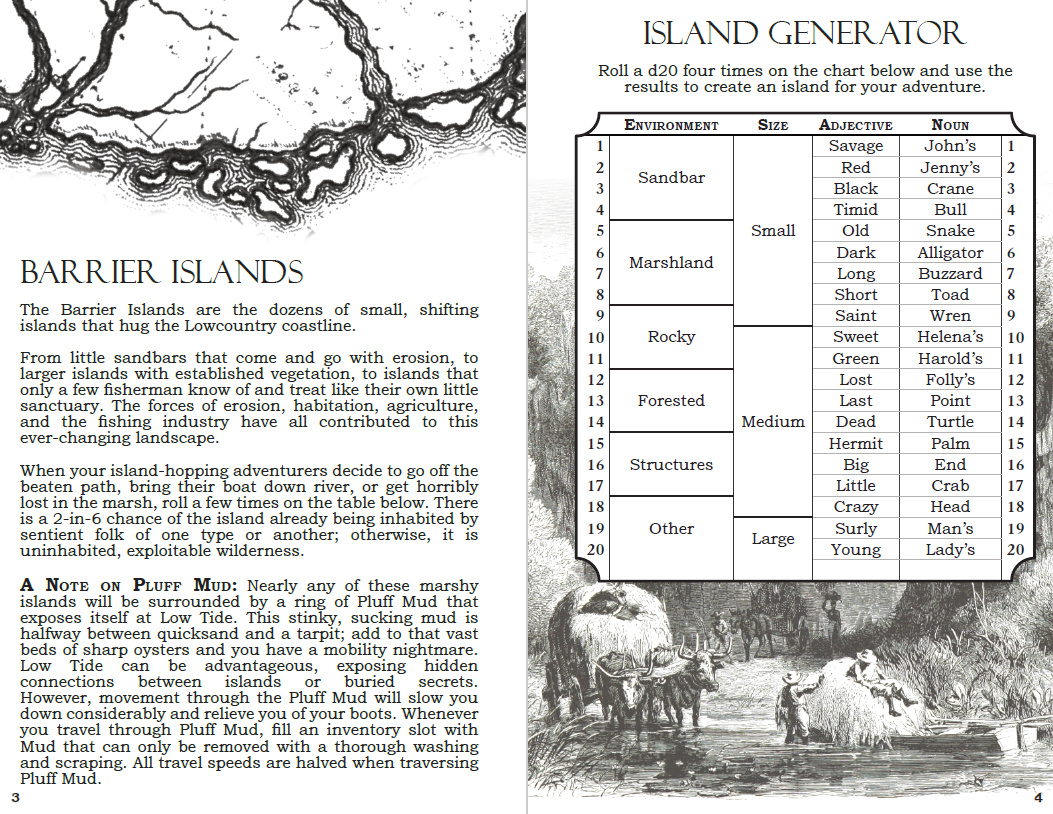 BARRIER ISLANDS
The Barrier Islands are the dozens of small, shifting
islands that hug the Lowcountry coastline.
From little sandbars that come and go with erosion, to
larger islands with established vegetation, to islands that
only a few fisherman know of and treat like their own little
sanctuary. The forces of erosion, habitation, agriculture,
and the fishing industry have all contributed to this
ever-changing landscape.
When your island-hopping adventurers decide to go off the
beaten path, bring their boat down river, or get horribly
lost in the marsh, roll a few times on the table below. There
is a 2-in-6 chance of the island already being inhabited by
sentient folk of one type or another; otherwise, it is
uninhabited, exploitable wilderness.
A NOTE ON PLUFF MUD: Nearly any of these marshy
islands will be surrounded by a ring of Pluff Mud that
exposes itself at Low Tide. This stinky, sucking mud is
halfway between quicksand and a tarpit; add to that vast
beds of sharp oysters and you have a mobility nightmare.
Low Tide can be advantageous, exposing hidden
connections between islands or buried secrets.
However, movement through the Pluff Mud will slow you
down considerably and relieve you of your boots. Whenever
you travel through Pluff Mud, fill an inventory slot with
Mud that can only be removed with a thorough washing
and scraping. All travel speeds are halved when traversing
Pluff Mud.
3
ISLAND GENERATOR
Roll a d20 four times on the chart below and use the
results to create an island for your adventure.
ENVIRONMENT SIZE ADJECTIVE NOUN
1 Savage John's 1
2 Red Jenny's 2
Sandbar
3 Black Crane 3
4 Timid Bull 4
5 Small Old Snake 5
6 Dark Alligator 6
Marshland
7 Long Buzzard 7
8 Short Toad 8
9 Saint Wren 9
10 Rocky Sweet Helena's 10
11 Green Harold's 11
12 Lost Folly's 12
13 Forested Last Point 13
14 Medium Dead Turtle 14
15 Hermit Palm 15
16 Structures Big End 16
17 Little Crab 17
18 Crazy Head 18
19 Other Surly Man's 19
Large
20 Young Lady's 20
4